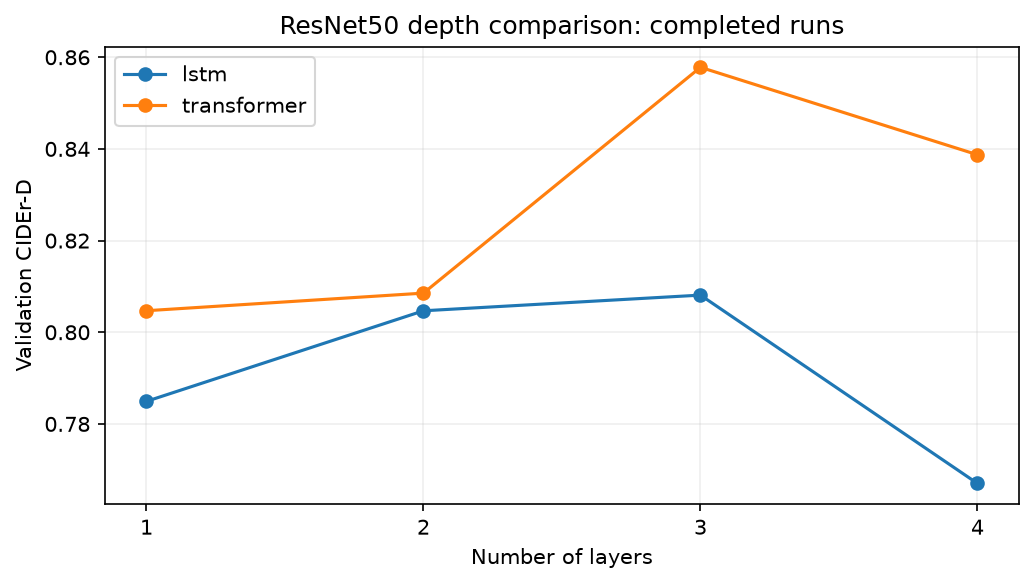 ResNet50 depth comparison: completed runs
lstm
transformer
0.86
0.84
0.82
0.80
0.78
Validation CIDEr-D
1 2 3 4
Number of layers